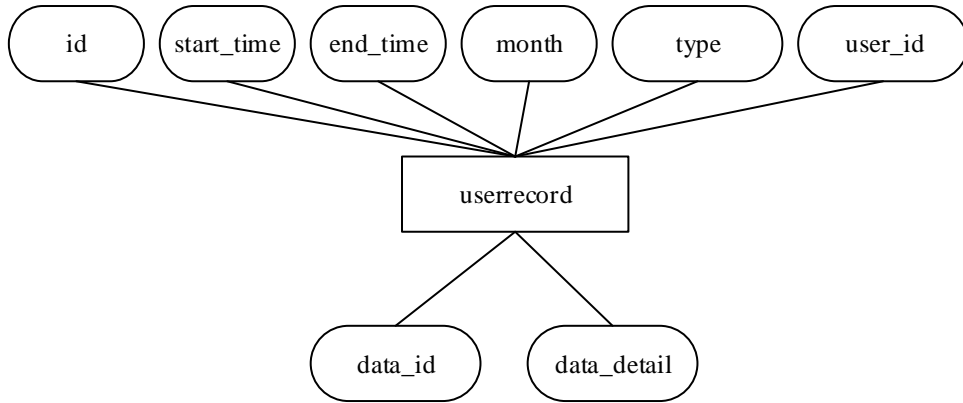 id
start_time
end_time
month
type
user_id
userrecord
data_id
data_detail